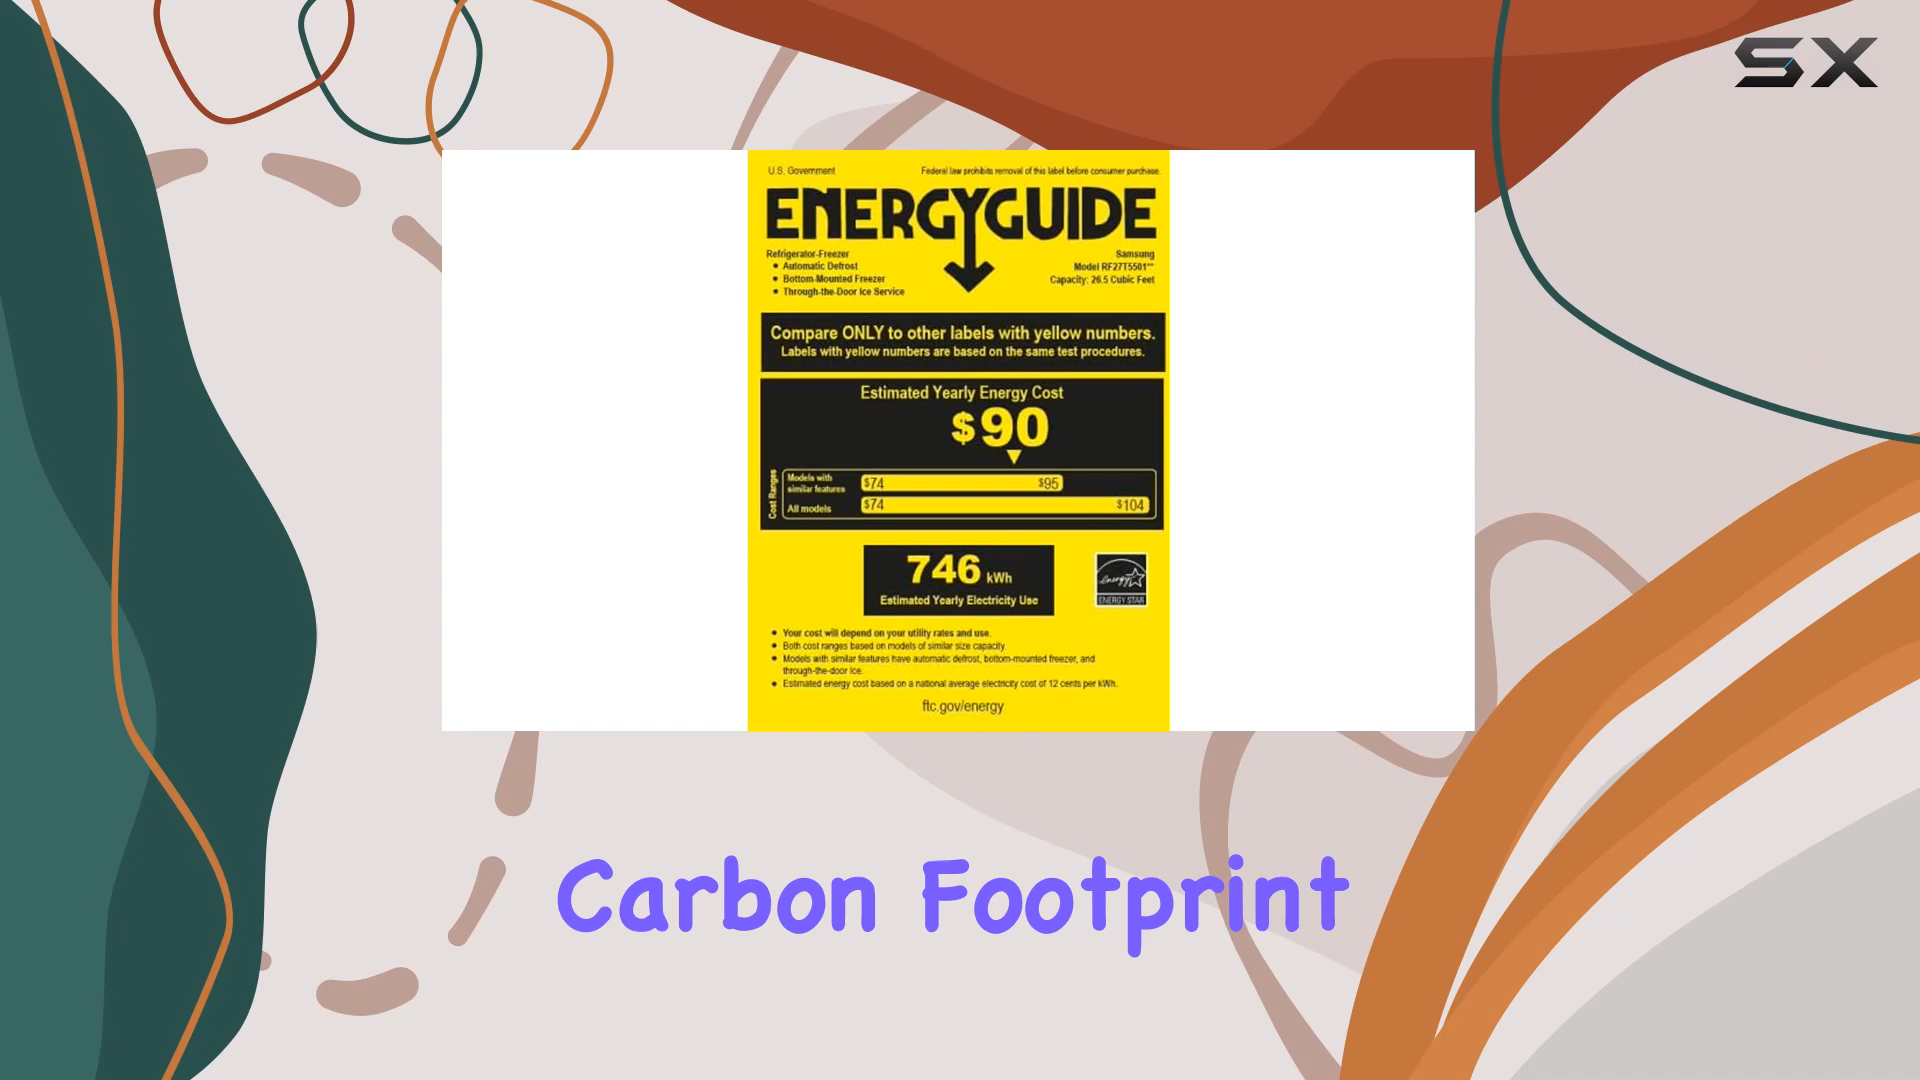 SX
U.S. Government
Federal law prohibits removal of this label before consumer purchase.
ENERGYGUIDE
Refrigerator-Freezer
• Automatic Defrost
• Bottom-Mounted Freezer
• Through-the-Door Ice Service
Samsung
Model RF27T5501**
Capacity: 26.5 Cubic Feet
Compare ONLY to other labels with yellow numbers.
Labels with yellow numbers are based on the same test procedures.
Estimated Yearly Energy Cost
$90
Cost Ranges
Models with
similar features
$74 $95
All models
$74 $104
746 kWh
Estimated Yearly Electricity Use
energy
ENERGY STAR
• Your cost will depend on your utility rates and use.
• Both cost ranges based on models of similar size capacity.
• Models with similar features have automatic defrost, bottom-mounted freezer, and
through-the-door ice.
• Estimated energy cost based on a national average electricity cost of 12 cents per kWh.
ftc.gov/energy
Carbon Footprint